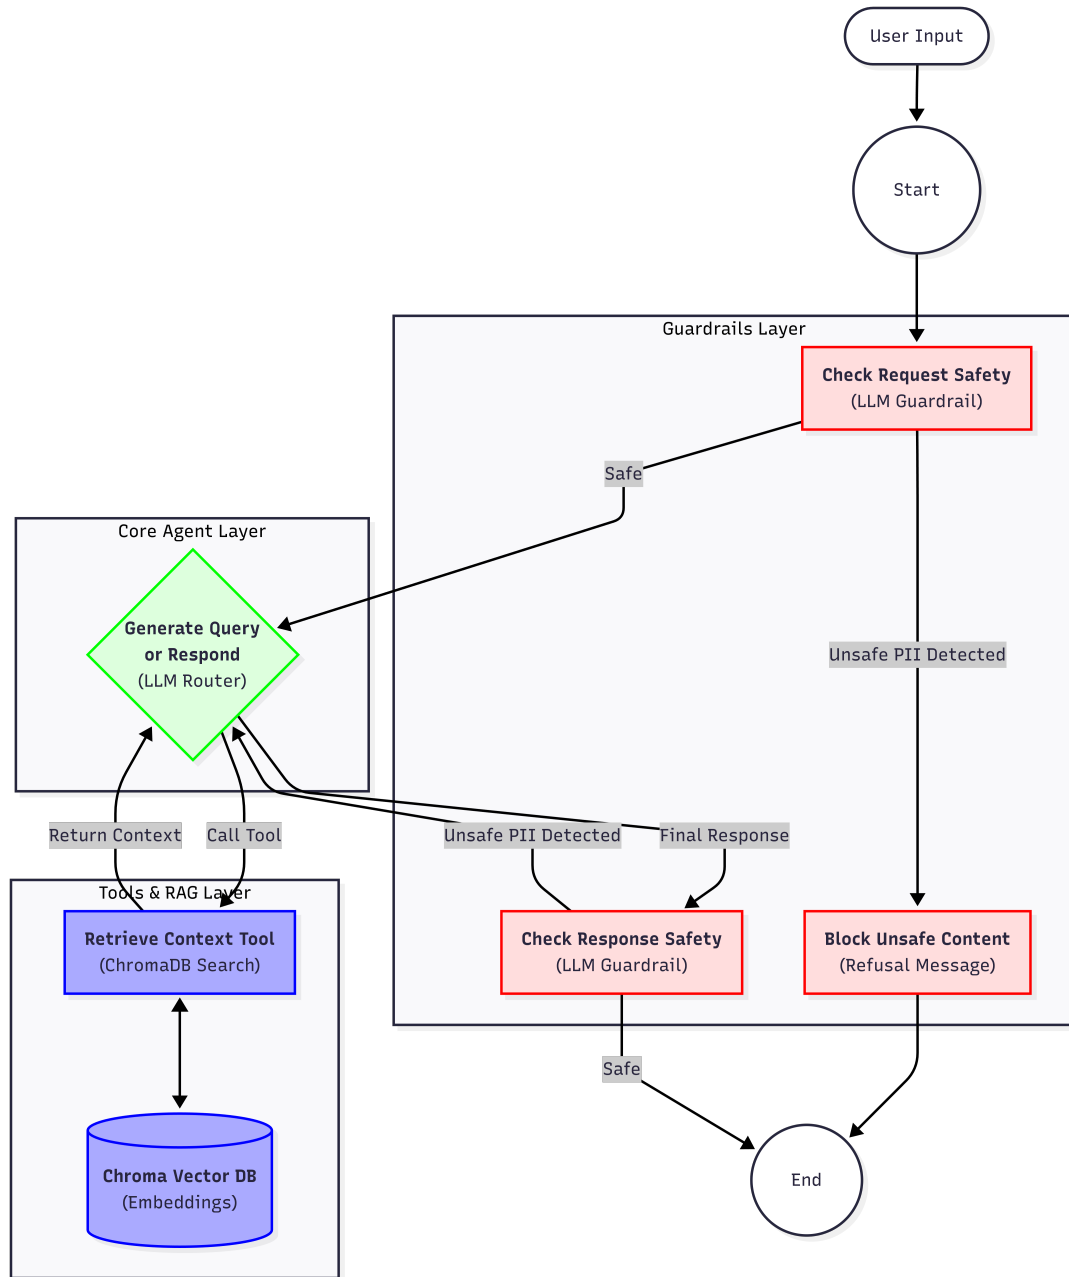 User Input
Start
Guardrails Layer
Check Request Safety
(LLM Guardrail)
Safe
Core Agent Layer
Generate Query
or Respond
(LLM Router)
Unsafe PII Detected
Return Context
Call Tool
Unsafe PII Detected
Final Response
Tools & RAG Layer
Retrieve Context Tool
(ChromaDB Search)
Check Response Safety
(LLM Guardrail)
Block Unsafe Content
(Refusal Message)
Safe
Chroma Vector DB
(Embeddings)
End